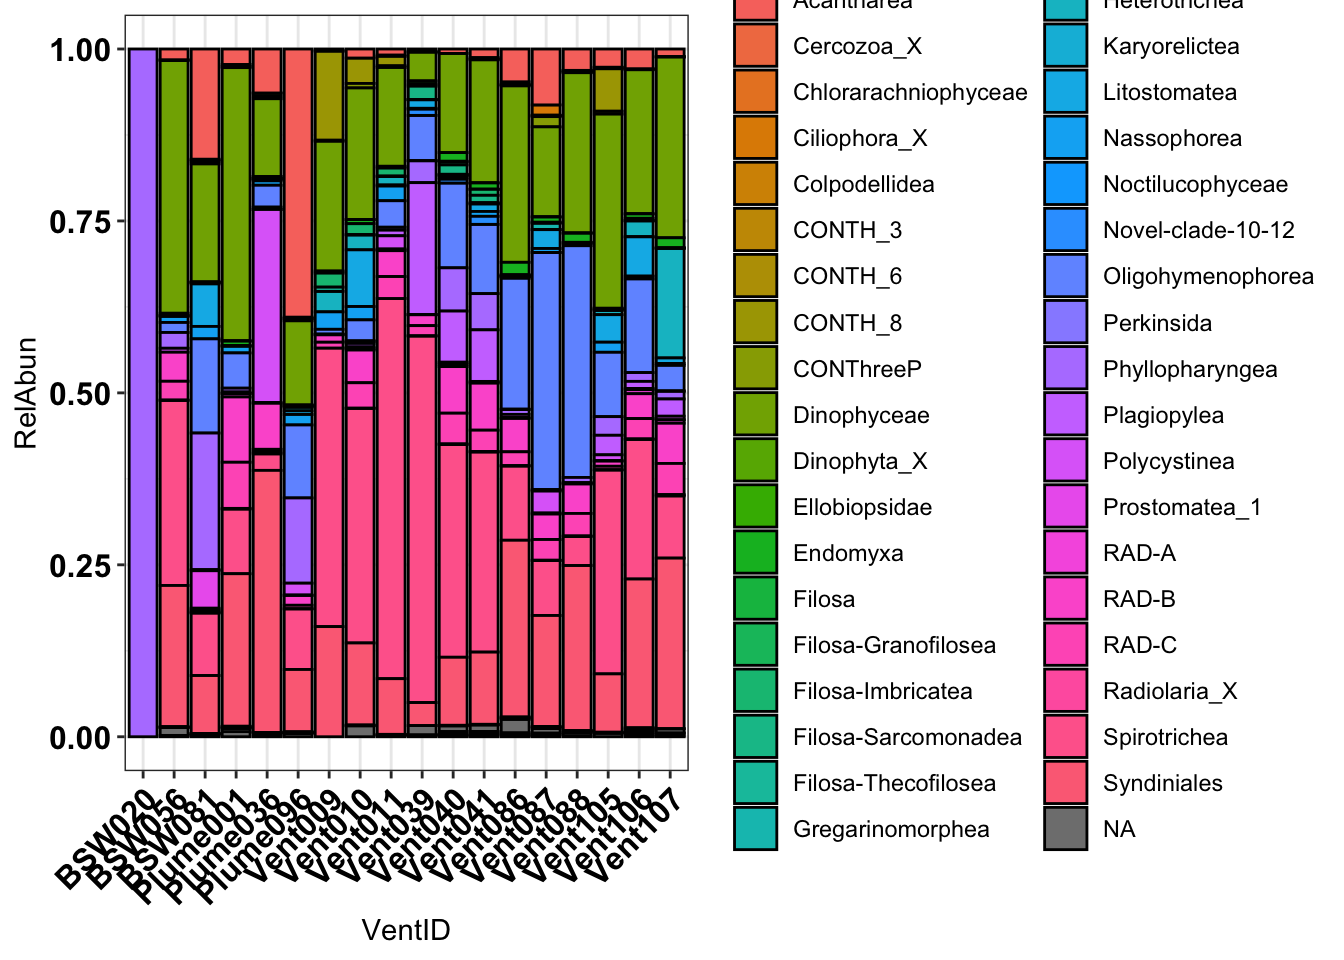 1.00
0.75
0.50
0.25
0.00
RelAbun
BSW020
BSW056
BSW081
Plume001
Plume036
Plume096
Vent009
Vent010
Vent011
Vent039
Vent040
Vent041
Vent086
Vent087
Vent088
Vent105
Vent106
Vent107
VentID
Acantharea
Cercozoa_X
Chlorarachniophyceae
Ciliophora_X
Colpodellidea
CONTH_3
CONTH_6
CONTH_8
CONThreeP
Dinophyceae
Dinophyta_X
Ellobiopsidae
Endomyxa
Filosa
Filosa-Granofilosea
Filosa-Imbricatea
Filosa-Sarcomonadea
Filosa-Thecofilosea
Gregarinomorphea
Heterotrichea
Karyorelictea
Litostomatea
Nassophorea
Noctilucophyceae
Novel-clade-10-12
Oligohymenophorea
Perkinsida
Phyllopharyngea
Plagiopylea
Polycystinea
Prostomatea_1
RAD-A
RAD-B
RAD-C
Radiolaria_X
Spirotrichea
Syndiniales
NA